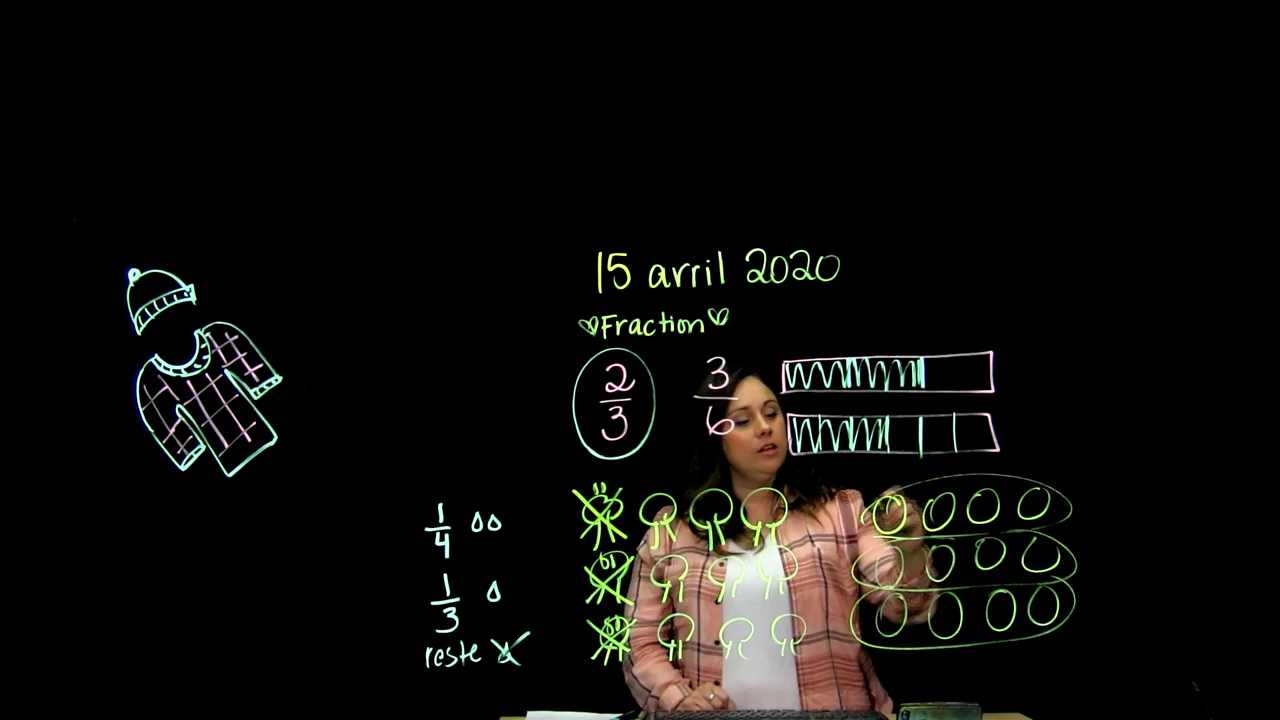 15 avril 2020
Fraction
2/3 3/6
1/4
1/3
reste